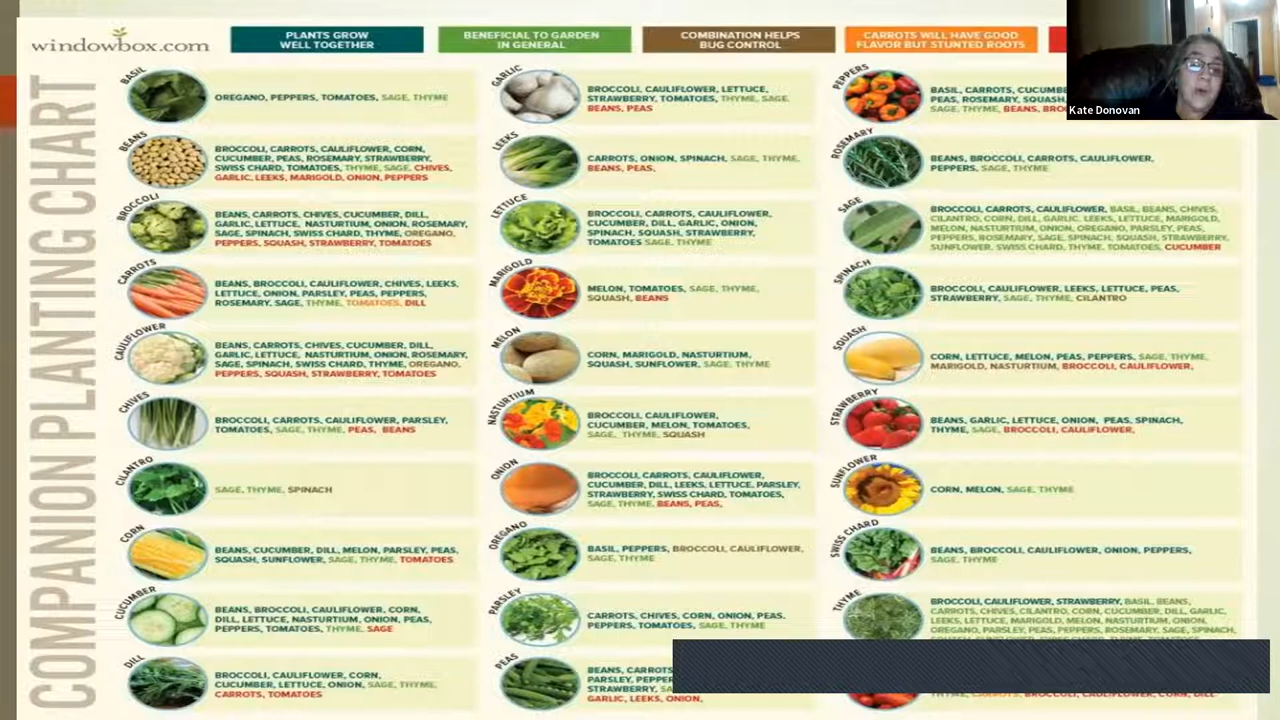 windowbox.com
COMPANION PLANTING CHART
PLANTS GROW
WELL TOGETHER
BENEFICIAL TO GARDEN
IN GENERAL
COMBINATION HELPS
BUG CONTROL
CARROTS WILL HAVE GOOD
FLAVOR BUT STUNTED ROOTS
Kate Donovan
BASIL
OREGANO, PEPPERS, TOMATOES, SAGE, THYME
BEANS
BROCCOLI, CARROTS, CAULIFLOWER, CORN,
CUCUMBER, PEAS, ROSEMARY, STRAWBERRY,
SWISS CHARD, TOMATOES, THYME, SAGE, CHIVES,
GARLIC, LEEKS, MARIGOLD, ONION, PEPPERS
BROCCOLI
BEANS, CARROTS, CHIVES, CUCUMBER, DILL,
GARLIC, LETTUCE, NASTURTIUM, ONION, ROSEMARY,
SAGE, SPINACH, SWISS CHARD, THYME, OREGANO,
PEPPERS, SQUASH, STRAWBERRY, TOMATOES
CARROTS
BEANS, BROCCOLI, CAULIFLOWER, CHIVES, LEEKS,
LETTUCE, ONION, PARSLEY, PEAS, PEPPERS,
ROSEMARY, SAGE, THYME, TOMATOES, DILL
CAULIFLOWER
BEANS, CARROTS, CHIVES, CUCUMBER, DILL,
GARLIC, LETTUCE, NASTURTIUM, ONION, ROSEMARY,
SAGE, SPINACH, SWISS CHARD, THYME, OREGANO,
PEPPERS, SQUASH, STRAWBERRY, TOMATOES
CHIVES
BROCCOLI, CARROTS, CAULIFLOWER, PARSLEY,
TOMATOES, SAGE, THYME, PEAS, BEANS
CILANTRO
SAGE, THYME, SPINACH
CORN
BEANS, CUCUMBER, DILL, MELON, PARSLEY, PEAS,
SQUASH, SUNFLOWER, SAGE, THYME, TOMATOES
CUCUMBER
BEANS, BROCCOLI, CAULIFLOWER, CORN,
DILL, LETTUCE, NASTURTIUM, ONION, PEAS,
PEPPERS, TOMATOES, THYME, SAGE
DILL
BROCCOLI, CAULIFLOWER, CORN,
CUCUMBER, LETTUCE, ONION, SAGE, THYME,
CARROTS, TOMATOES
GARLIC
BROCCOLI, CAULIFLOWER, LETTUCE,
STRAWBERRY, TOMATOES, THYME, SAGE,
BEANS, PEAS
LEEKS
CARROTS, ONION, SPINACH, SAGE, THYME,
BEANS, PEAS,
LETTUCE
BROCCOLI, CARROTS, CAULIFLOWER,
CUCUMBER, DILL, GARLIC, ONION,
SPINACH, SQUASH, STRAWBERRY,
TOMATOES SAGE, THYME
MARIGOLD
MELON, TOMATOES, SAGE, THYME,
SQUASH, BEANS
MELON
CORN, MARIGOLD, NASTURTIUM,
SQUASH, SUNFLOWER, SAGE, THYME
NASTURTIUM
BROCCOLI, CAULIFLOWER,
CUCUMBER, MELON, TOMATOES,
SAGE, THYME, SQUASH
ONION
BROCCOLI, CARROTS, CAULIFLOWER,
CUCUMBER, DILL, LEEKS, LETTUCE, PARSLEY,
STRAWBERRY, SWISS CHARD, TOMATOES,
SAGE, THYME, BEANS, PEAS,
OREGANO
BASIL, PEPPERS, BROCCOLI, CAULIFLOWER,
SAGE, THYME
PARSLEY
CARROTS, CHIVES, CORN, ONION, PEAS,
PEPPERS, TOMATOES, SAGE, THYME
PEAS
BEANS, CARROTS
PARSLEY, PEPPER
STRAWBERRY, SA
GARLIC, LEEKS, ONION,
PEPPERS
BASIL, CARROTS, CUCUMBE
PEAS, ROSEMARY, SQUASH,
SAGE, THYME, BEANS, BRO
ROSEMARY
BEANS, BROCCOLI, CARROTS, CAULIFLOWER,
PEPPERS, SAGE, THYME
SAGE
BROCCOLI, CARROTS, CAULIFLOWER, BASIL, BEANS, CHIVES,
CILANTRO, CORN, DILL, GARLIC, LEEKS, LETTUCE, MARIGOLD,
MELON, NASTURTIUM, ONION, OREGANO, PARSLEY, PEAS,
PEPPERS, ROSEMARY, SAGE, SPINACH, SQUASH, STRAWBERRY,
SUNFLOWER, SWISS CHARD, THYME, TOMATOES, CUCUMBER
SPINACH
BROCCOLI, CAULIFLOWER, LEEKS, LETTUCE, PEAS,
STRAWBERRY, SAGE, THYME, CILANTRO
SQUASH
CORN, LETTUCE, MELON, PEAS, PEPPERS, SAGE, THYME,
MARIGOLD, NASTURTIUM, BROCCOLI, CAULIFLOWER,
STRAWBERRY
BEANS, GARLIC, LETTUCE, ONION, PEAS, SPINACH,
THYME, SAGE, BROCCOLI, CAULIFLOWER,
SUNFLOWER
CORN, MELON, SAGE, THYME
SWISS CHARD
BEANS, BROCCOLI, CAULIFLOWER, ONION, PEPPERS,
SAGE, THYME
THYME
BROCCOLI, CAULIFLOWER, STRAWBERRY, BASIL, BEANS,
CARROTS, CHIVES, CILANTRO, CORN, CUCUMBER, DILL, GARLIC,
LEEKS, LETTUCE, MARIGOLD, MELON, NASTURTIUM, ONION,
OREGANO, PARSLEY, PEAS, PEPPERS, ROSEMARY, SAGE, SPINACH,
THYME, CARROTS, BROCCOLI, CAULIFLOWER, CORN, DILL